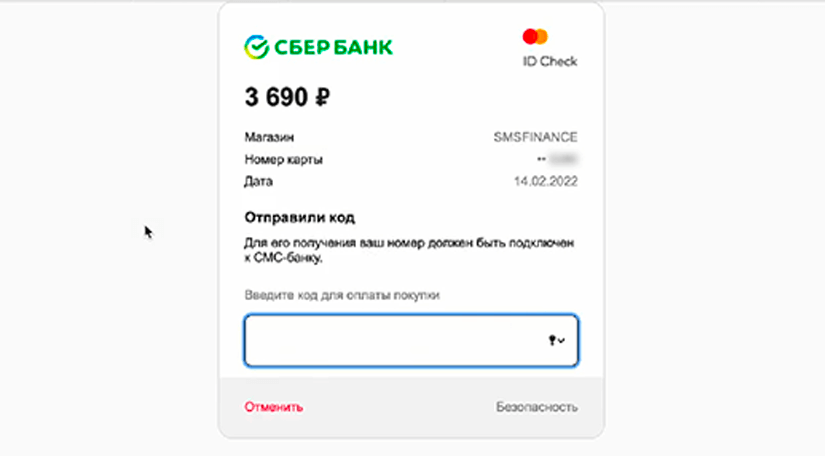 СБЕР БАНК
ID Check
3 690 ₽
Магазин SMSFINANCE
Номер карты ••
Дата 14.02.2022
Отправили код
Для его получения ваш номер должен быть подключен
к СМС-банку.
Введите код для оплаты покупки
Отменить Безопасность